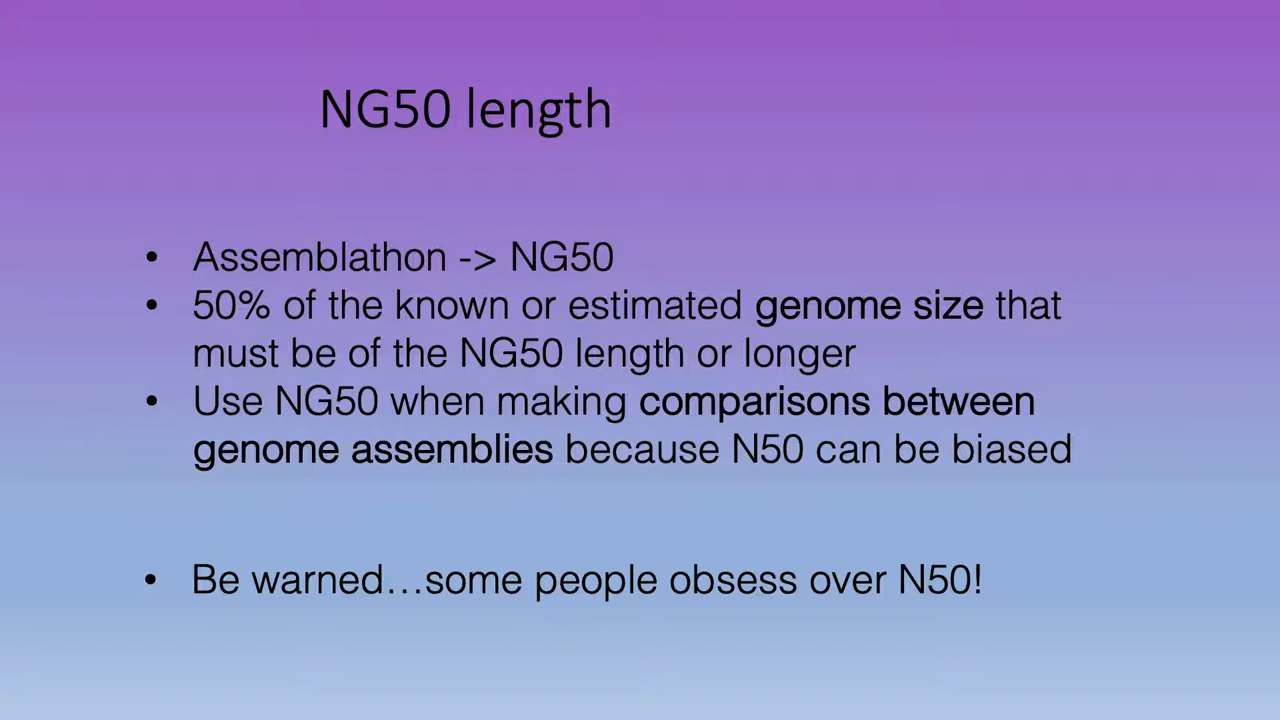 NG50 length
• Assemblathon -> NG50
• 50% of the known or estimated genome size that
must be of the NG50 length or longer
• Use NG50 when making comparisons between
genome assemblies because N50 can be biased
• Be warned…some people obsess over N50!